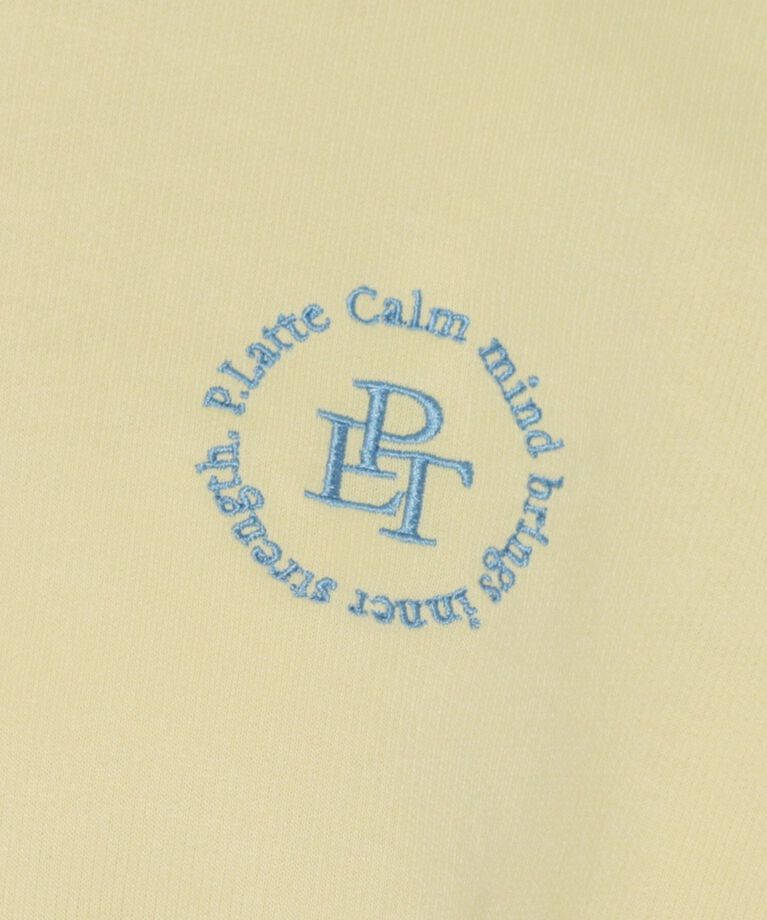 P.Latte Calm mind brings inner strength.
PLT